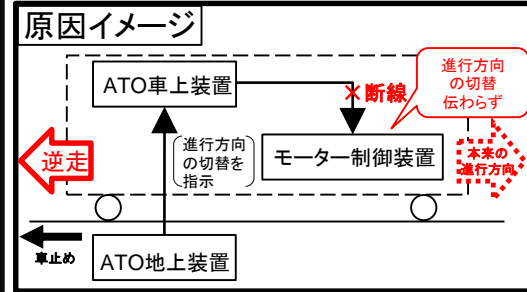 原因イメージ
ATO車上装置
×断線
進行方向
の切替
伝わらず
逆走
進行方向
の切替を
指示
モーター制御装置
本来の
進行方向
車止め
ATO地上装置